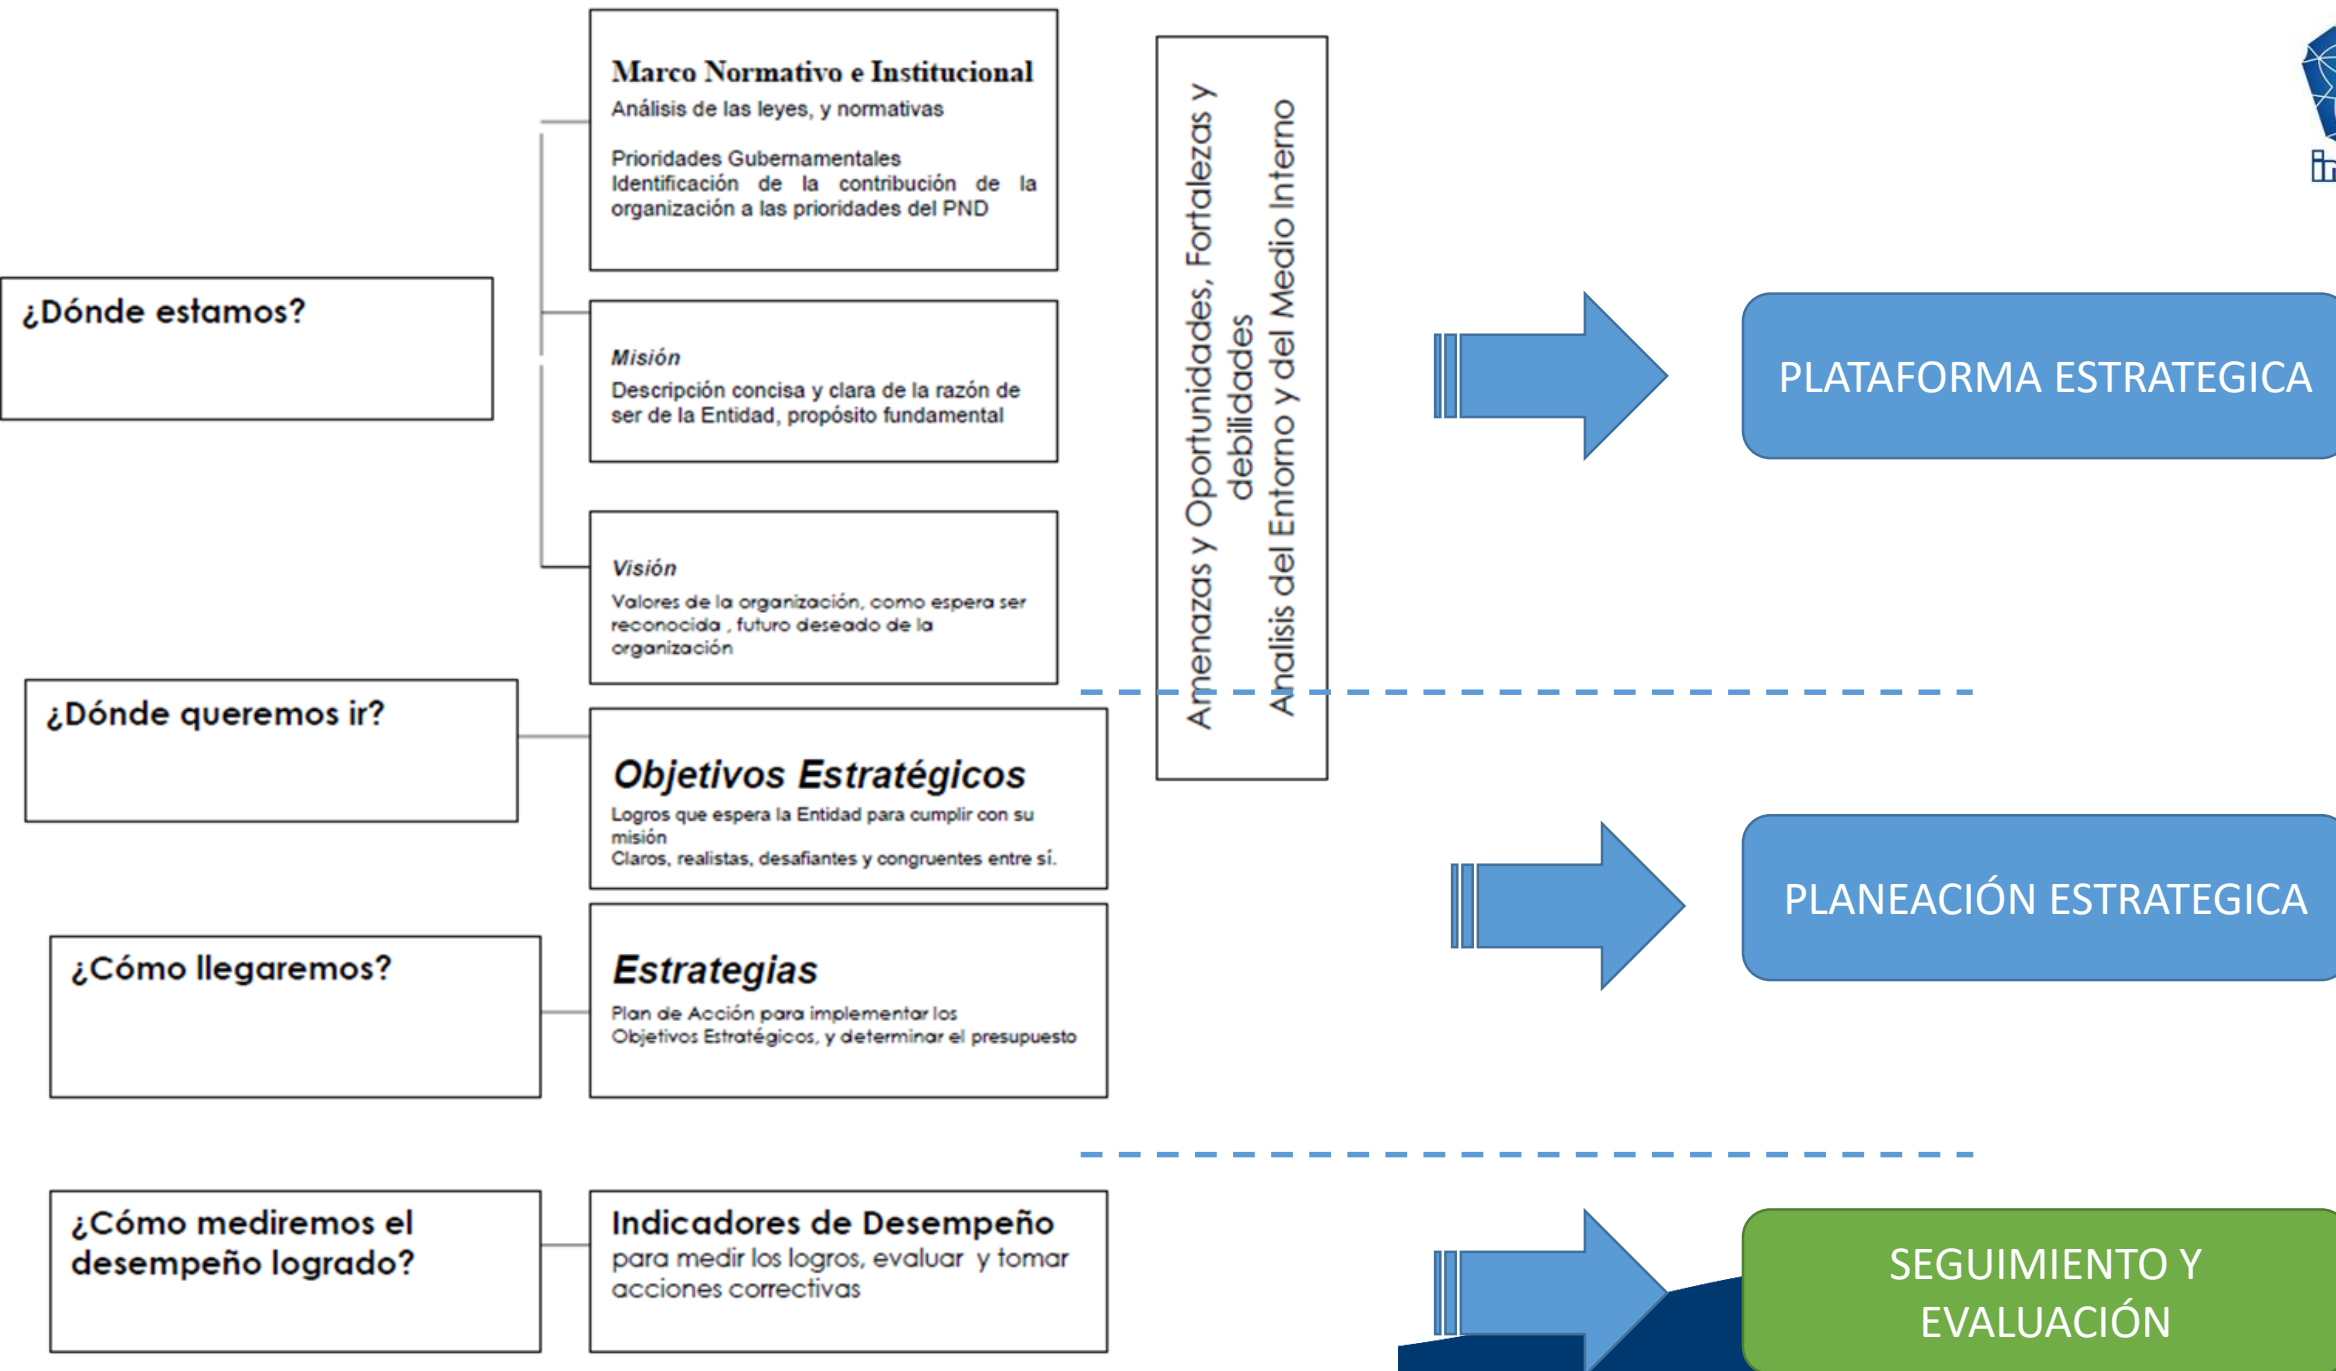 Marco Normativo e Institucional
Análisis de las leyes, y normativas
Prioridades Gubernamentales
Identificación de la contribución de la
organización a las prioridades del PND
¿Dónde estamos?
Misión
Descripción concisa y clara de la razón de
ser de la Entidad, propósito fundamental
Visión
Valores de la organización, como espera ser
reconocida , futuro deseado de la
organización
Amenazas y Oportunidades, Fortalezas y
debilidades
Analisis del Entorno y del Medio Interno
PLATAFORMA ESTRATEGICA
¿Dónde queremos ir?
Objetivos Estratégicos
Logros que espera la Entidad para cumplir con su
misión
Claros, realistas, desafiantes y congruentes entre sí.
¿Cómo llegaremos?
Estrategias
Plan de Acción para implementar los
Objetivos Estratégicos, y determinar el presupuesto
PLANEACIÓN ESTRATEGICA
¿Cómo mediremos el
desempeño logrado?
Indicadores de Desempeño
para medir los logros, evaluar y tomar
acciones correctivas
SEGUIMIENTO Y
EVALUACIÓN